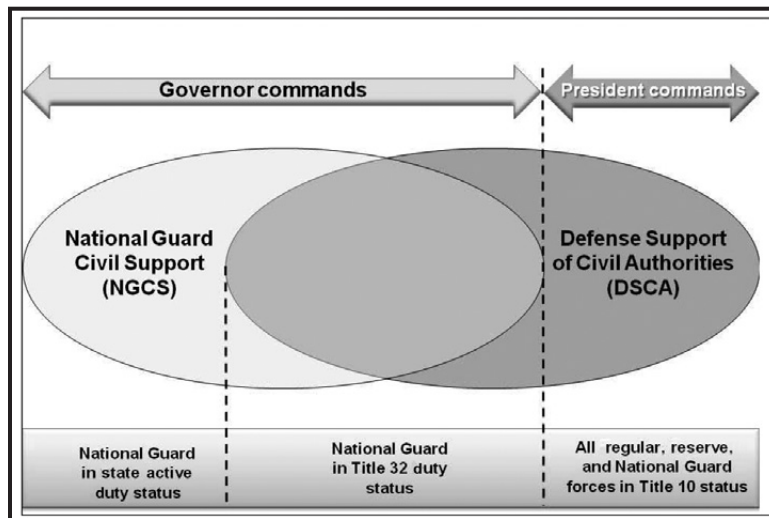 Governor commands
President commands
National Guard
Civil Support
(NGCS)
Defense Support
of Civil Authorities
(DSCA)
National Guard
in state active
duty status
National Guard
in Title 32 duty
status
All regular, reserve,
and National Guard
forces in Title 10 status